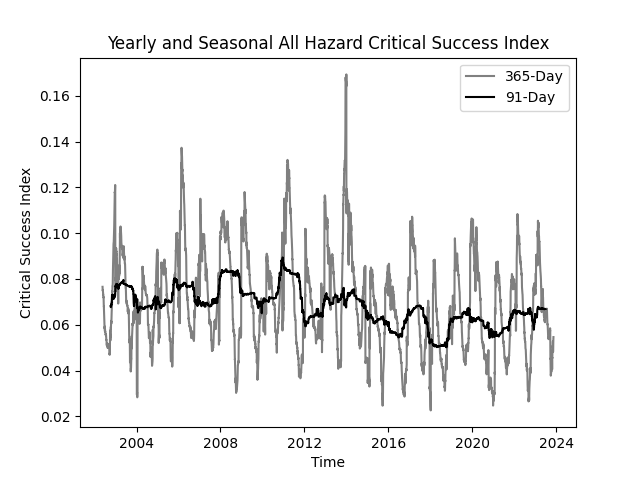 Yearly and Seasonal All Hazard Critical Success Index
365-Day
91-Day
0.16
0.14
0.12
0.10
0.08
0.06
0.04
0.02
Critical Success Index
2004 2008 2012 2016 2020 2024
Time